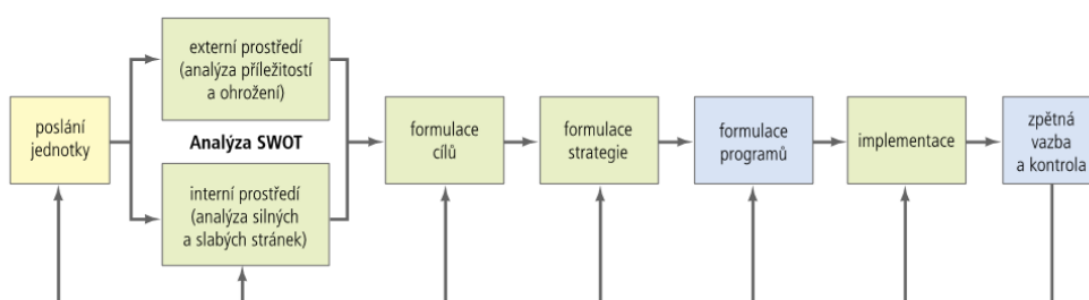 poslání
jednotky
externí prostředí
(analýza příležitostí
a ohrožení)
Analýza SWOT
interní prostředí
(analýza silných
a slabých stránek)
formulace
cílů
formulace
strategie
formulace
programů
implementace
zpětná
vazba
a kontrola